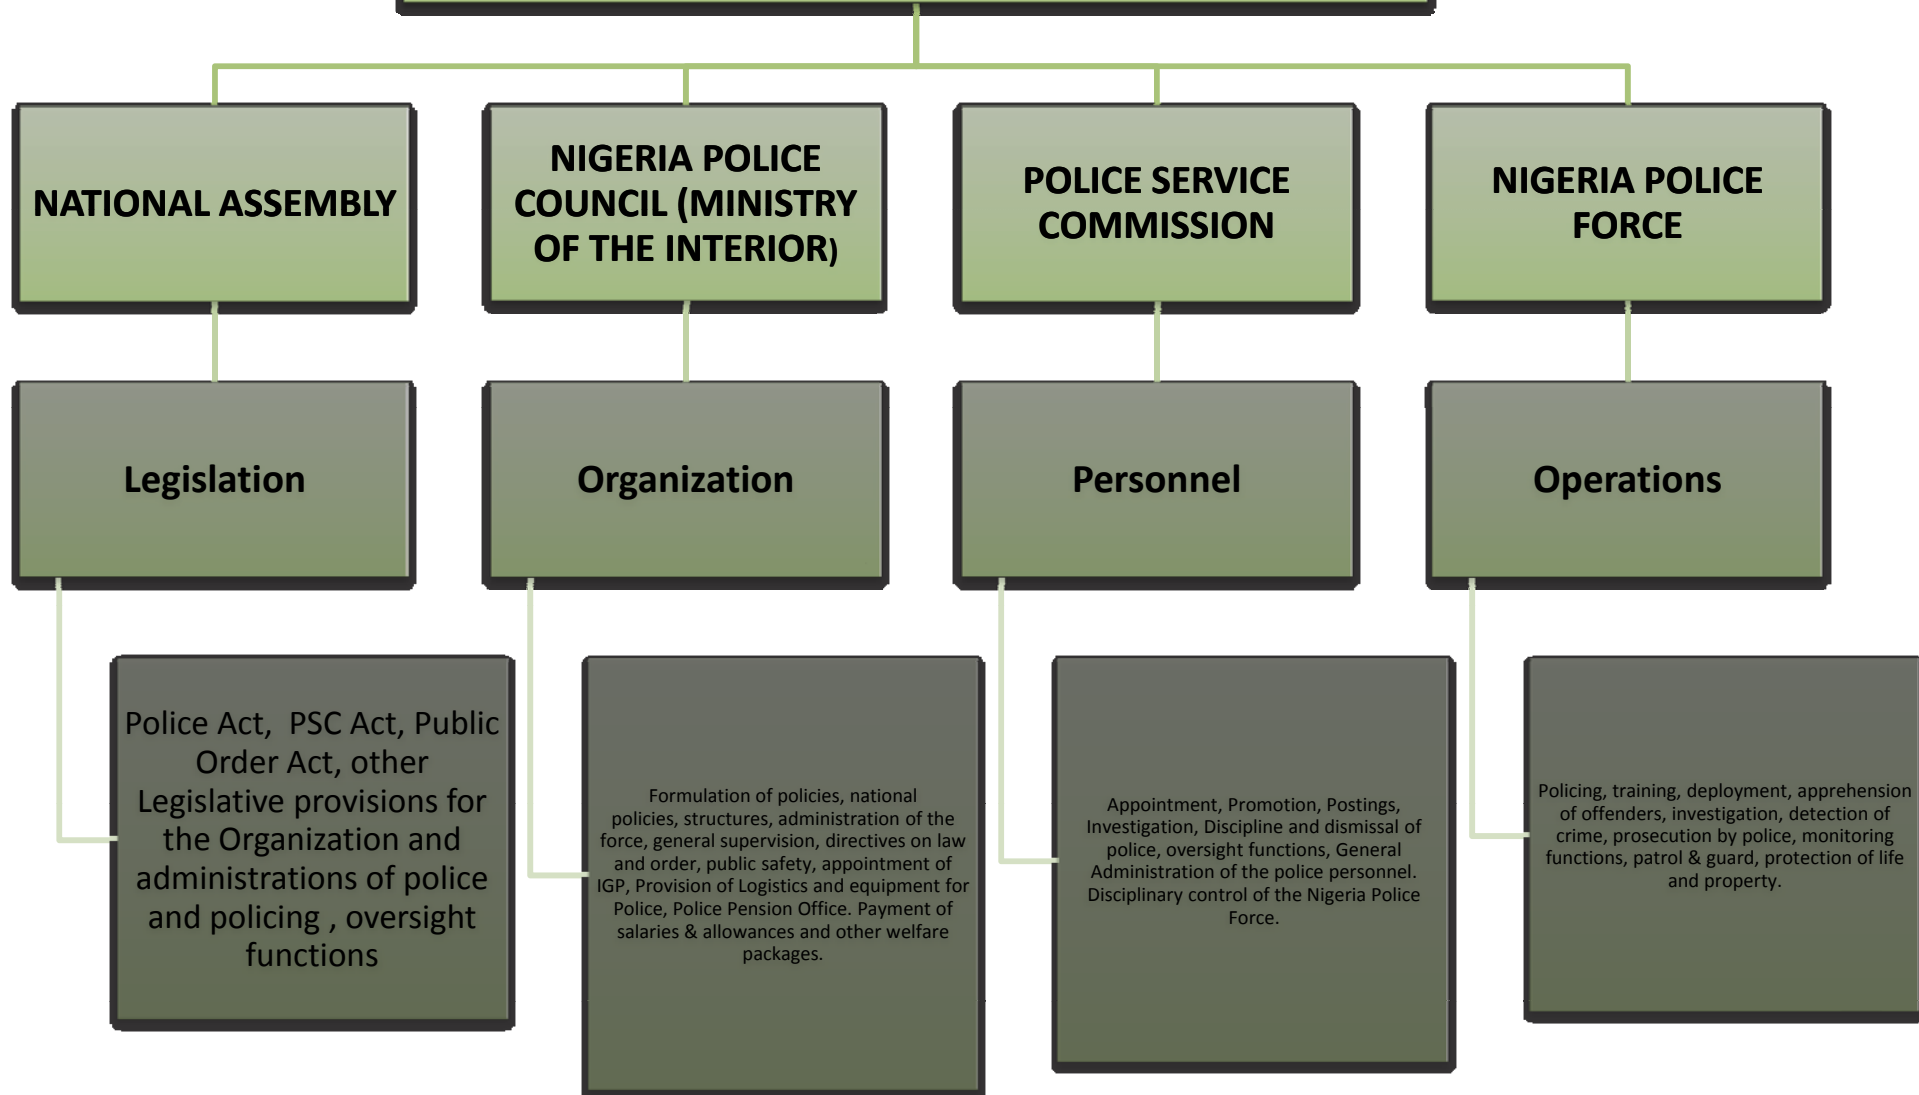 NATIONAL ASSEMBLY
NIGERIA POLICE
COUNCIL (MINISTRY
OF THE INTERIOR)
POLICE SERVICE
COMMISSION
NIGERIA POLICE
FORCE
Legislation
Organization
Personnel
Operations
Police Act, PSC Act, Public
Order Act, other
Legislative provisions for
the Organization and
administrations of police
and policing , oversight
functions
Formulation of policies, national
policies, structures, administration of the
force, general supervision, directives on law
and order, public safety, appointment of
IGP, Provision of Logistics and equipment for
Police, Police Pension Office. Payment of
salaries & allowances and other welfare
packages.
Appointment, Promotion, Postings,
Investigation, Discipline and dismissal of
police, oversight functions, General
Administration of the police personnel.
Disciplinary control of the Nigeria Police
Force.
Policing, training, deployment, apprehension
of offenders, investigation, detection of
crime, prosecution by police, monitoring
functions, patrol & guard, protection of life
and property.